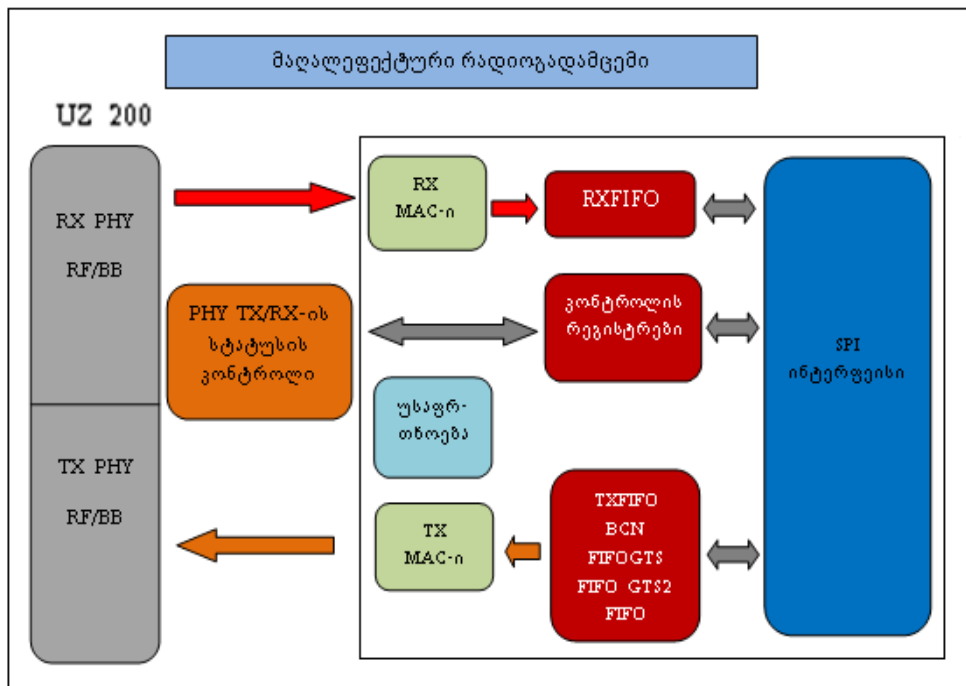 მაღალეფექტური რადიოგადამცემი
UZ 200
RX PHY
RF/BB
TX PHY
RF/BB
PHY TX/RX-ის
სტატუსის
კონტროლი
RX
MAC-ი
RXFIFO
კონტროლის
რეგისტრები
უსაფრ-
თხოება
TX
MAC-ი
TXFIFO
BCN
FIFOGTS
FIFO GTS2
FIFO
SPI
ინტერფეისი